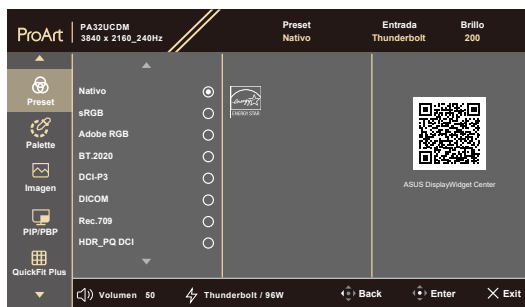 ProArt
PA32UCDM
3840 x 2160_240Hz
Preset
Nativo
Entrada
Thunderbolt
Brillo
200
Preset
Palette
Imagen
PIP/PBP
QuickFit Plus
Nativo
sRGB
Adobe RGB
BT.2020
DCI-P3
DICOM
Rec.709
HDR_PQ DCI
energy
ENERGY STAR
ASUS DisplayWidget Center
Volumen 50
Thunderbolt / 96W
Back
Enter
Exit